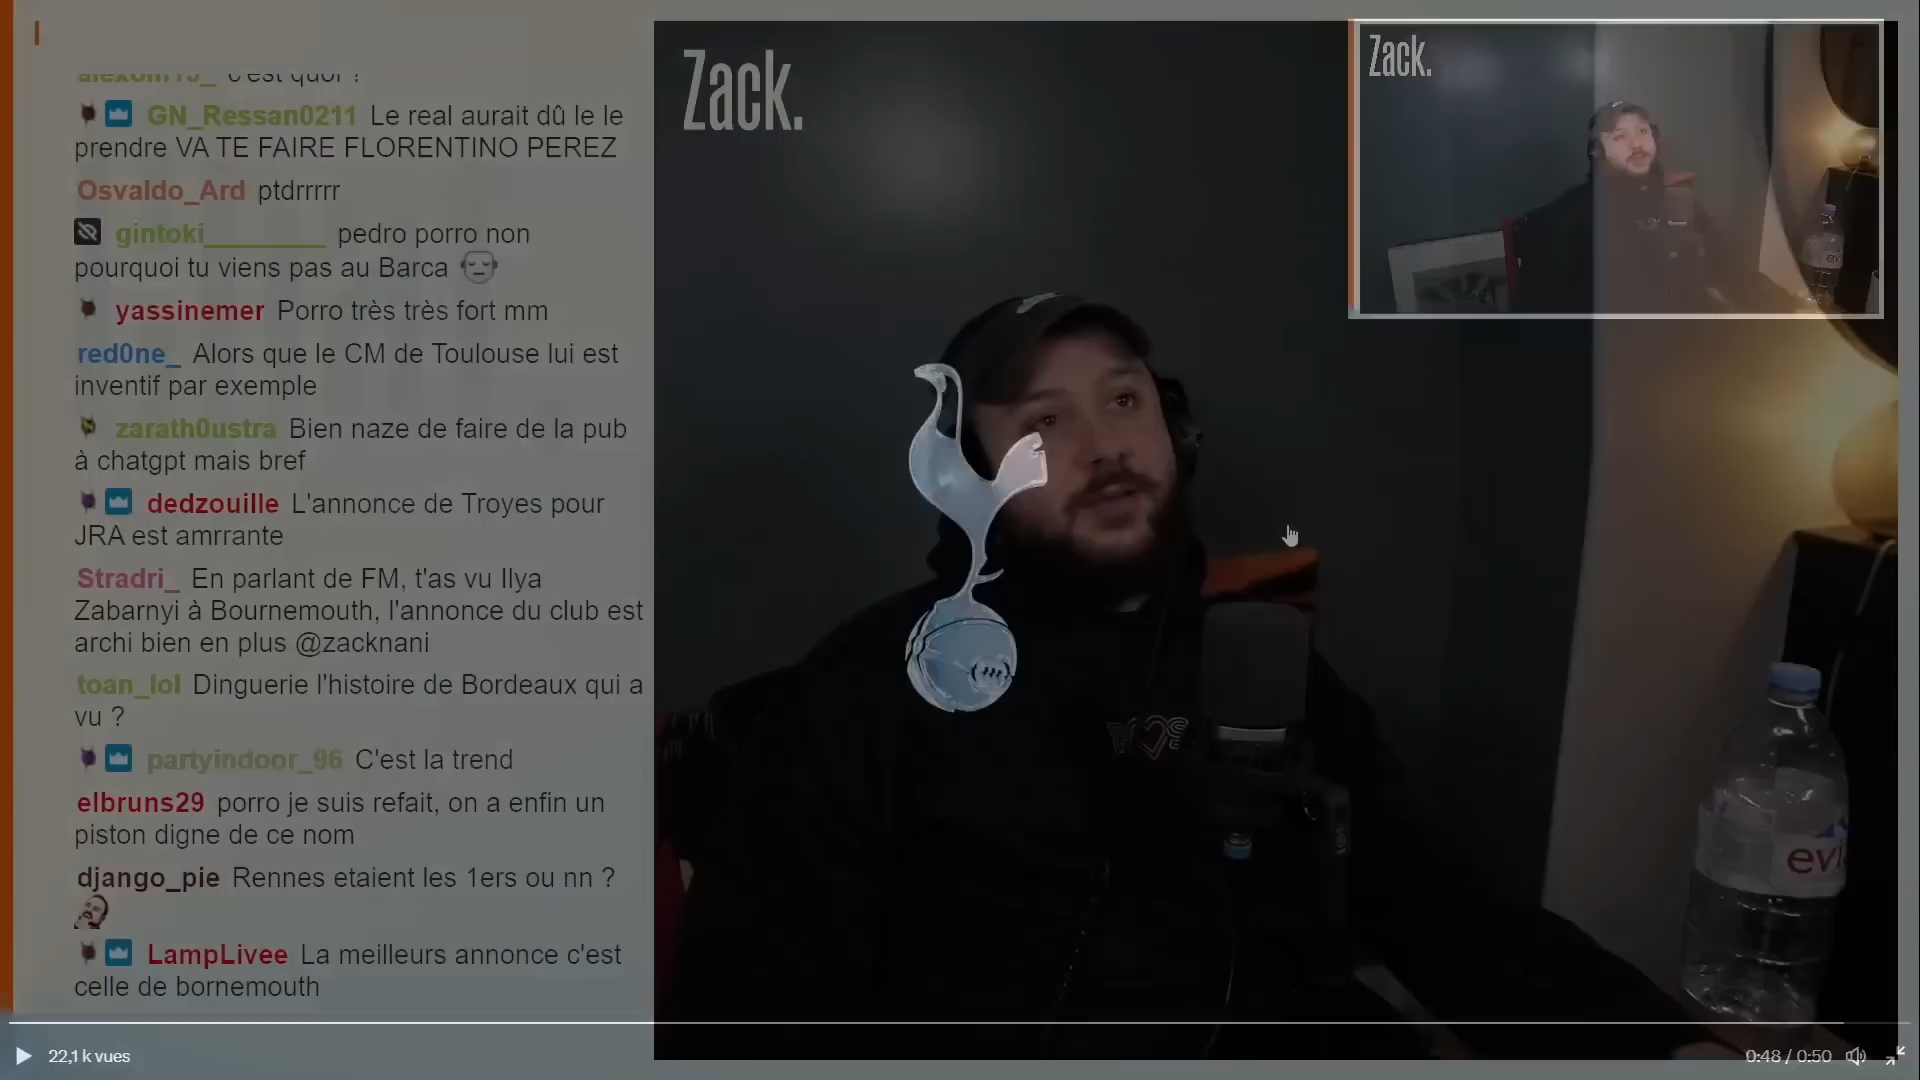 alexbm13_ c'est quoi ?
GN_Ressan0211 Le real aurait dû le le
prendre VA TE FAIRE FLORENTINO PEREZ
Osvaldo_Ard ptdrrrrr
gintoki________ pedro porro non
pourquoi tu viens pas au Barca
yassinemer Porro très très fort mm
red0ne_ Alors que le CM de Toulouse lui est
inventif par exemple
zarath0ustra Bien naze de faire de la pub
à chatgpt mais bref
dedzouille L'annonce de Troyes pour
JRA est amrrante
Stradri_ En parlant de FM, t'as vu Ilya
Zabarnyi à Bournemouth, l'annonce du club est
archi bien en plus @zacknani
toan_lol Dinguerie l'histoire de Bordeaux qui a
vu ?
partyindoor_96 C'est la trend
elbruns29 porro je suis refait, on a enfin un
piston digne de ce nom
django_pie Rennes etaient les 1ers ou nn ?
LampLivee La meilleurs annonce c'est
celle de bornemouth
22,1 k vues
Zack.
Zack.
evi
evi
0:48 / 0:50